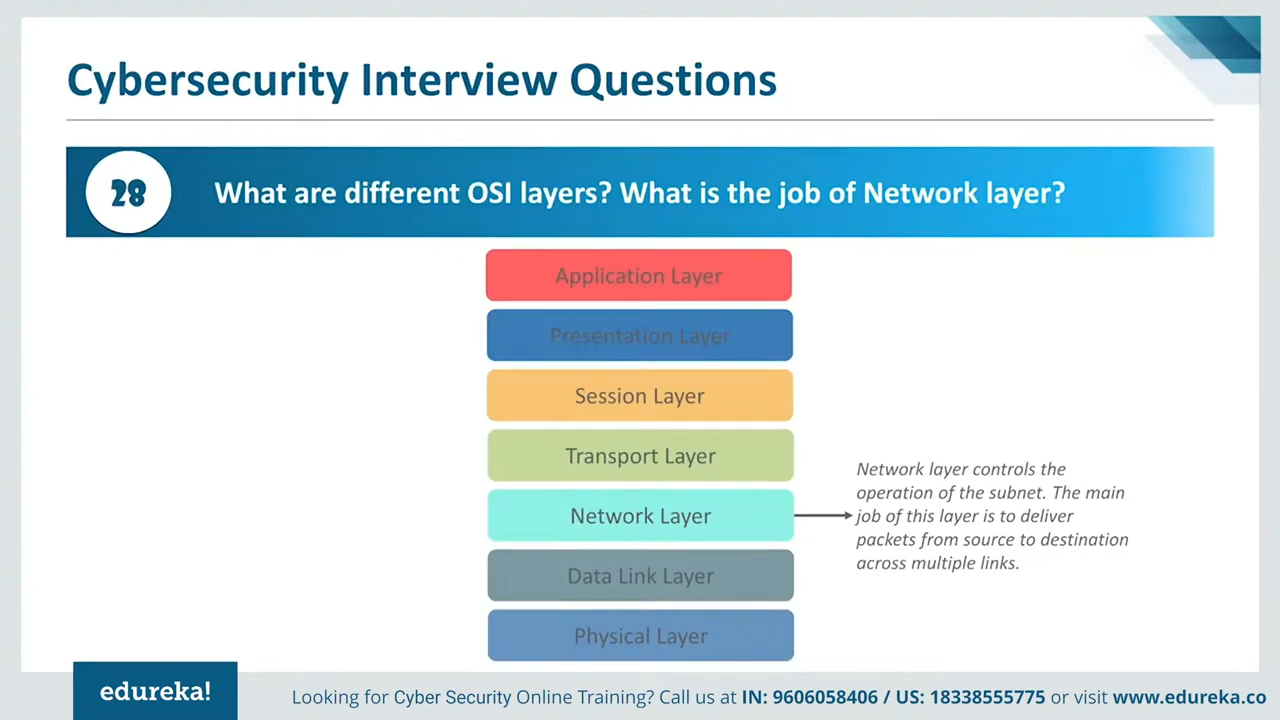 Cybersecurity Interview Questions
28
What are different OSI layers? What is the job of Network layer?
Application Layer
Presentation Layer
Session Layer
Transport Layer
Network Layer
Network layer controls the
operation of the subnet. The main
job of this layer is to deliver
packets from source to destination
across multiple links.
Data Link Layer
Physical Layer
edureka!
Looking for Cyber Security Online Training? Call us at IN: 9606058406 / US: 18338555775 or visit www.edureka.co